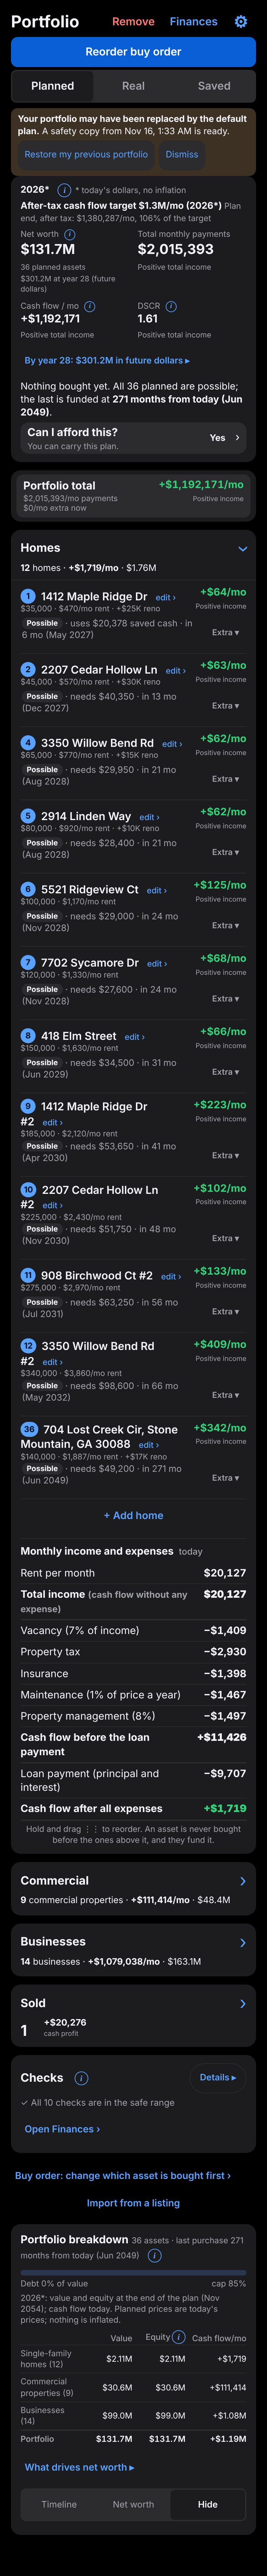 Portfolio Remove Finances
Reorder buy order
Planned Real Saved
Your portfolio may have been replaced by the default
plan. A safety copy from Nov 16, 1:33 AM is ready.
Restore my previous portfolio Dismiss
2026* i * today's dollars, no inflation
After-tax cash flow target $1.3M/mo (2026*) Plan
end, after tax: $1,380,287/mo, 106% of the target
Net worth i Total monthly payments
$131.7M $2,015,393
36 planned assets Positive total income
$301.2M at year 28 (future
dollars)
Cash flow / mo i DSCR i
+$1,192,171 1.61
Positive total income Positive total income
By year 28: $301.2M in future dollars ▸
Nothing bought yet. All 36 planned are possible;
the last is funded at 271 months from today (Jun
2049).
Can I afford this? Yes ›
You can carry this plan.
Portfolio total +$1,192,171/mo
$2,015,393/mo payments Positive income
$0/mo extra now
Homes
12 homes · +$1,719/mo · $1.76M
1 1412 Maple Ridge Dr edit › +$64/mo
$35,000 · $470/mo rent · +$25K reno Positive income
Possible · uses $20,378 saved cash · in
6 mo (May 2027) Extra ▾
2 2207 Cedar Hollow Ln edit › +$63/mo
$45,000 · $570/mo rent · +$30K reno Positive income
Possible · needs $40,350 · in 13 mo
(Dec 2027) Extra ▾
4 3350 Willow Bend Rd edit › +$62/mo
$65,000 · $770/mo rent · +$15K reno Positive income
Possible · needs $29,950 · in 21 mo
(Aug 2028) Extra ▾
5 2914 Linden Way edit › +$62/mo
$80,000 · $920/mo rent · +$10K reno Positive income
Possible · needs $28,400 · in 21 mo
(Aug 2028) Extra ▾
6 5521 Ridgeview Ct edit › +$125/mo
$100,000 · $1,170/mo rent Positive income
Possible · needs $29,000 · in 24 mo
(Nov 2028) Extra ▾
7 7702 Sycamore Dr edit › +$68/mo
$120,000 · $1,330/mo rent Positive income
Possible · needs $27,600 · in 24 mo
(Nov 2028) Extra ▾
8 418 Elm Street edit › +$66/mo
$150,000 · $1,630/mo rent Positive income
Possible · needs $34,500 · in 31 mo
(Jun 2029) Extra ▾
9 1412 Maple Ridge Dr +$223/mo
#2 edit › Positive income
$185,000 · $2,120/mo rent
Possible · needs $53,650 · in 41 mo
(Apr 2030) Extra ▾
10 2207 Cedar Hollow Ln +$102/mo
#2 edit › Positive income
$225,000 · $2,430/mo rent
Possible · needs $51,750 · in 48 mo
(Nov 2030) Extra ▾
11 908 Birchwood Ct #2 edit › +$133/mo
$275,000 · $2,970/mo rent Positive income
Possible · needs $63,250 · in 56 mo
(Jul 2031) Extra ▾
12 3350 Willow Bend Rd +$409/mo
#2 edit › Positive income
$340,000 · $3,860/mo rent
Possible · needs $98,600 · in 66 mo
(May 2032) Extra ▾
36 704 Lost Creek Cir, Stone +$342/mo
Mountain, GA 30088 edit › Positive income
$140,000 · $1,887/mo rent · +$17K reno
Possible · needs $49,200 · in 271 mo
(Jun 2049) Extra ▾
+ Add home
Monthly income and expenses today
Rent per month $20,127
Total income (cash flow without any $20,127
expense)
Vacancy (7% of income) −$1,409
Property tax −$2,930
Insurance −$1,398
Maintenance (1% of price a year) −$1,467
Property management (8%) −$1,497
Cash flow before the loan +$11,426
payment
Loan payment (principal and −$9,707
interest)
Cash flow after all expenses +$1,719
Hold and drag ⋮⋮ to reorder. An asset is never bought
before the ones above it, and they fund it.
Commercial ›
9 commercial properties · +$111,414/mo · $48.4M
Businesses ›
14 businesses · +$1,079,038/mo · $163.1M
Sold ›
1 +$20,276
cash profit
Checks i Details ▸
✓ All 10 checks are in the safe range
Open Finances ›
Buy order: change which asset is bought first ›
Import from a listing
Portfolio breakdown 36 assets · last purchase 271
months from today (Jun 2049) i
Debt 0% of value cap 85%
2026*: value and equity at the end of the plan (Nov
2054); cash flow today. Planned prices are today's
prices; nothing is inflated.
Value Equity i Cash flow/mo
Single-family
homes (12) $2.11M $2.11M +$1,719
Commercial
properties (9) $30.6M $30.6M +$111,414
Businesses
(14) $99.0M $99.0M +$1.08M
Portfolio $131.7M $131.7M +$1.19M
What drives net worth ▸
Timeline Net worth Hide